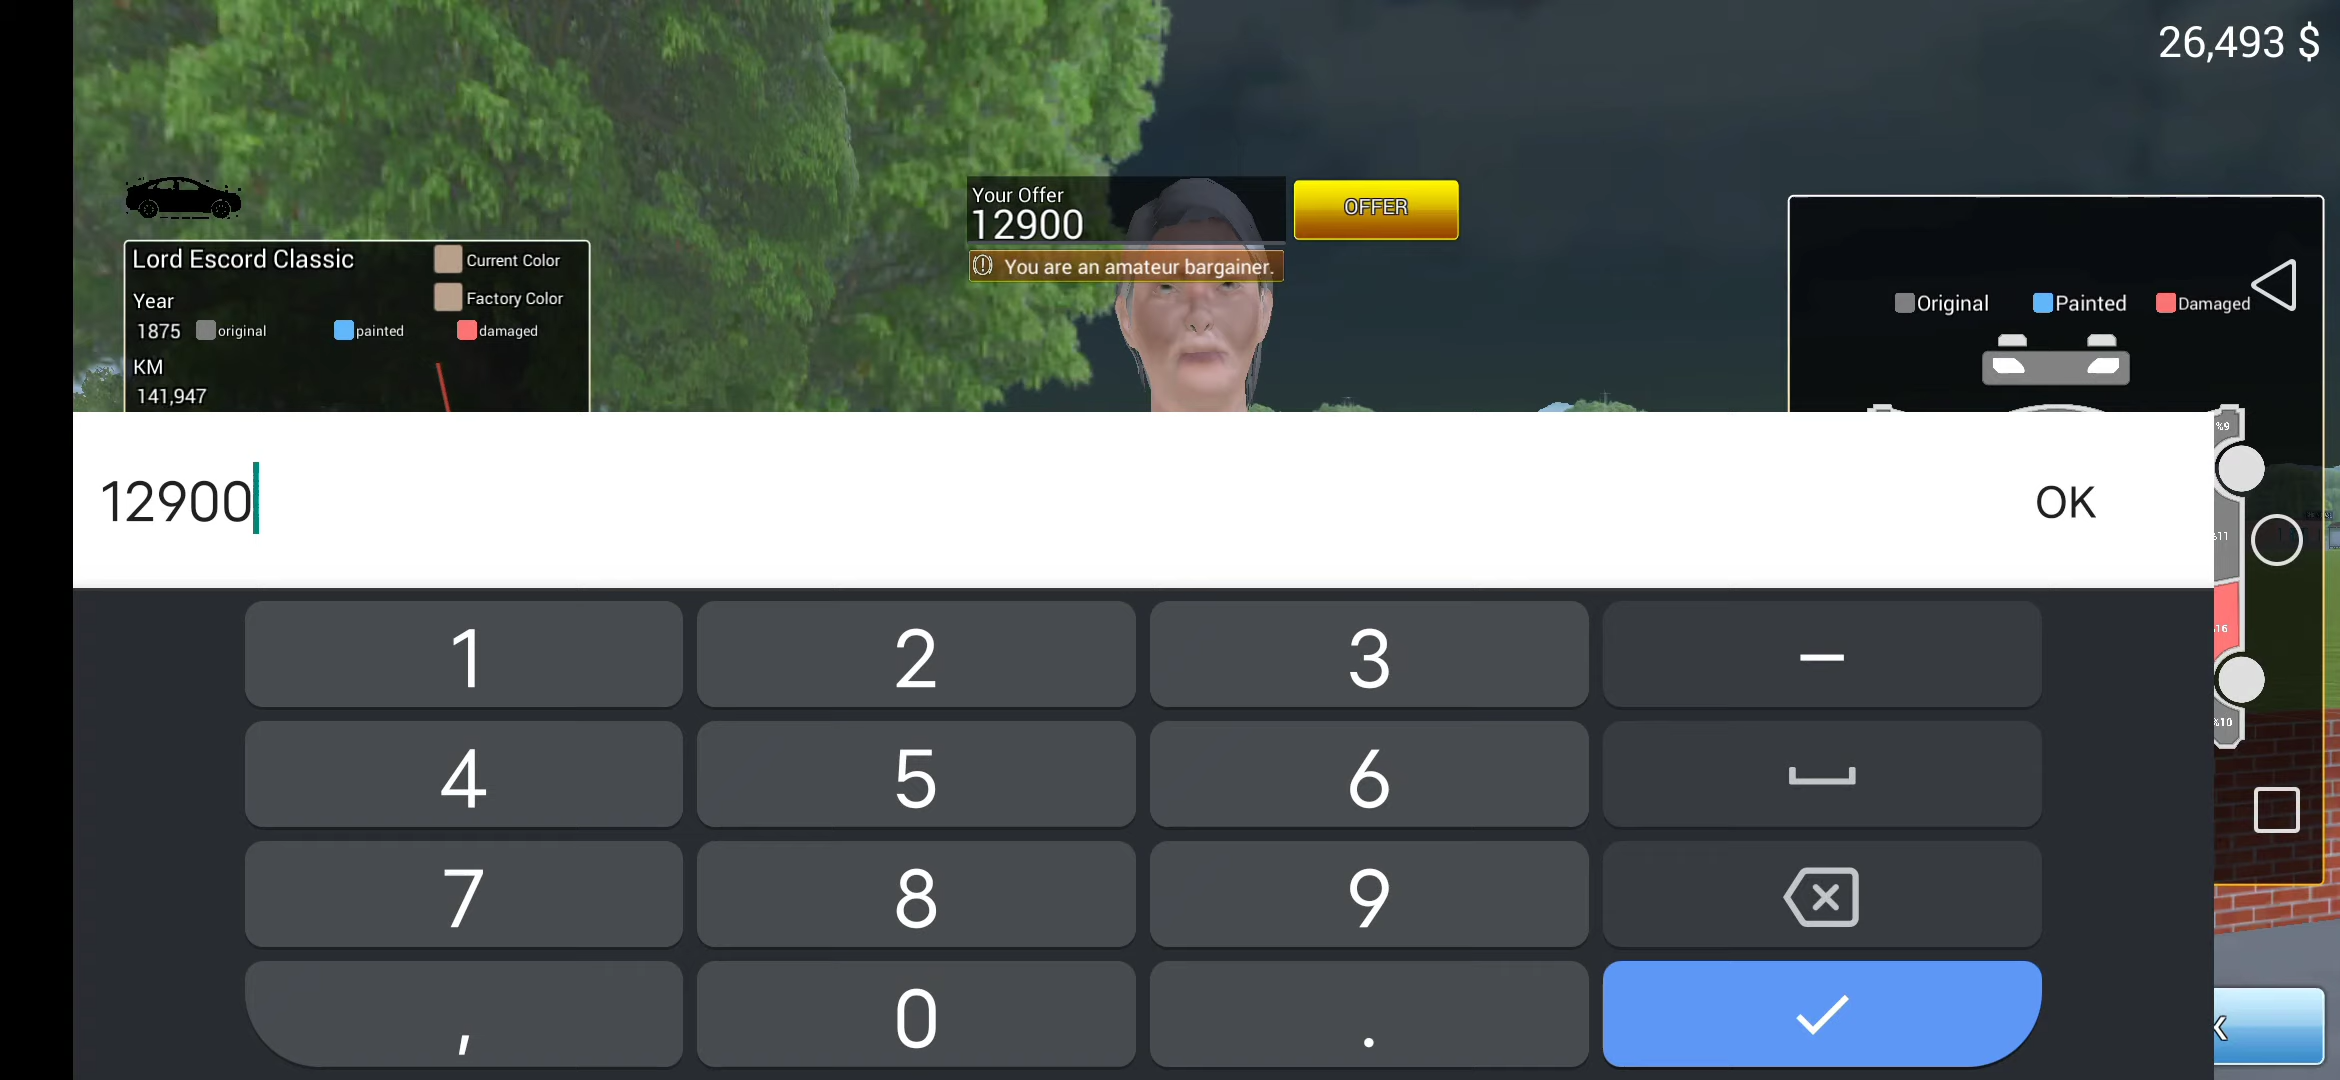 26,493 $
Your Offer
12900
OFFER
You are an amateur bargainer.
Lord Escord Classic
Current Color
Factory Color
Year
1875
original
painted
damaged
KM
141,947
Original
Painted
Damaged
%9
12900
OK
1
2
3
–
4
5
6
7
8
9
,
0
.
%10